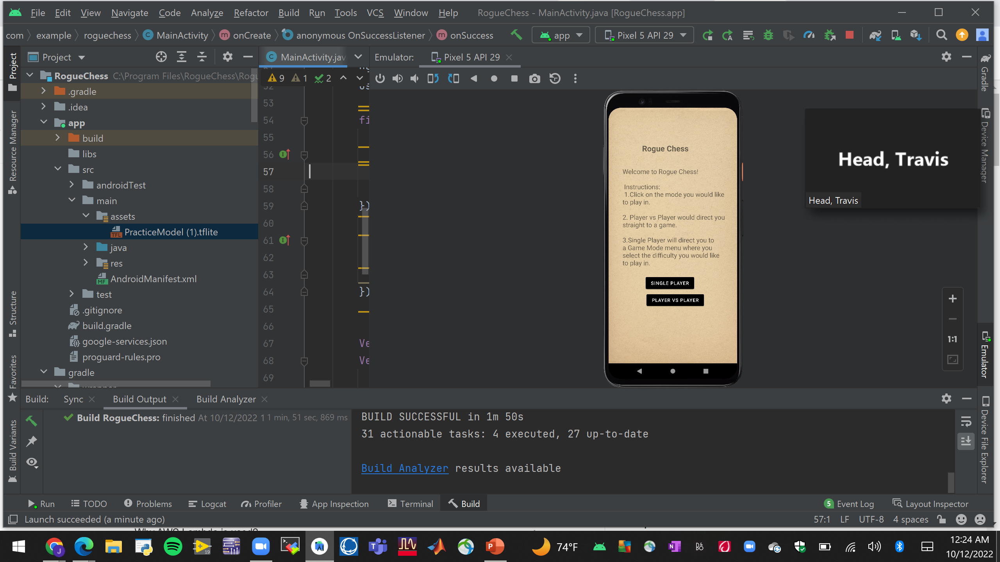 File Edit View Navigate Code Analyze Refactor Build Run Tools VCS Window Help RogueChess - MainActivity.java [RogueChess.app]
com example roguechess MainActivity onCreate anonymous OnSuccessListener onSuccess app Pixel 5 API 29
Project
MainActivity.jav
Emulator: Pixel 5 API 29
RogueChess C:\Program Files\RogueChess\Rogu
9 1 2
.gradle
.idea
app
build
libs
src
androidTest
main
assets
PracticeModel (1).tflite
java
res
AndroidManifest.xml
test
.gitignore
build.gradle
google-services.json
proguard-rules.pro
gradle
wrapper
Project
Resource Manager
Structure
Favorites
Build Variants
52
53
54 fi
55
56
57
58
59 })
60
61
62
63
64 })
65
66
67 Ve
68 Ve
69
Rogue Chess
Welcome to Rogue Chess!
Instructions:
1.Click on the mode you would like
to play in.
2. Player vs Player would direct you
straight to a game.
3.Single Player will direct you to
a Game Mode menu where you
select the difficulty you would like
to play in.
SINGLE PLAYER
PLAYER VS PLAYER
Head, Travis
Head, Travis
1:1
Gradle
Device Manager
Emulator
Device File Explorer
Build: Sync Build Output Build Analyzer
Build RogueChess: finished At 10/12/2022 1 1 min, 51 sec, 869 ms
BUILD SUCCESSFUL in 1m 50s
31 actionable tasks: 4 executed, 27 up-to-date
Build Analyzer results available
Run TODO Problems Logcat Profiler App Inspection Terminal Build 5 Event Log Layout Inspector
Launch succeeded (a minute ago) 57:1 LF UTF-8 4 spaces
Why AWS Lambda is used?
74°F
12:24 AM
10/12/2022